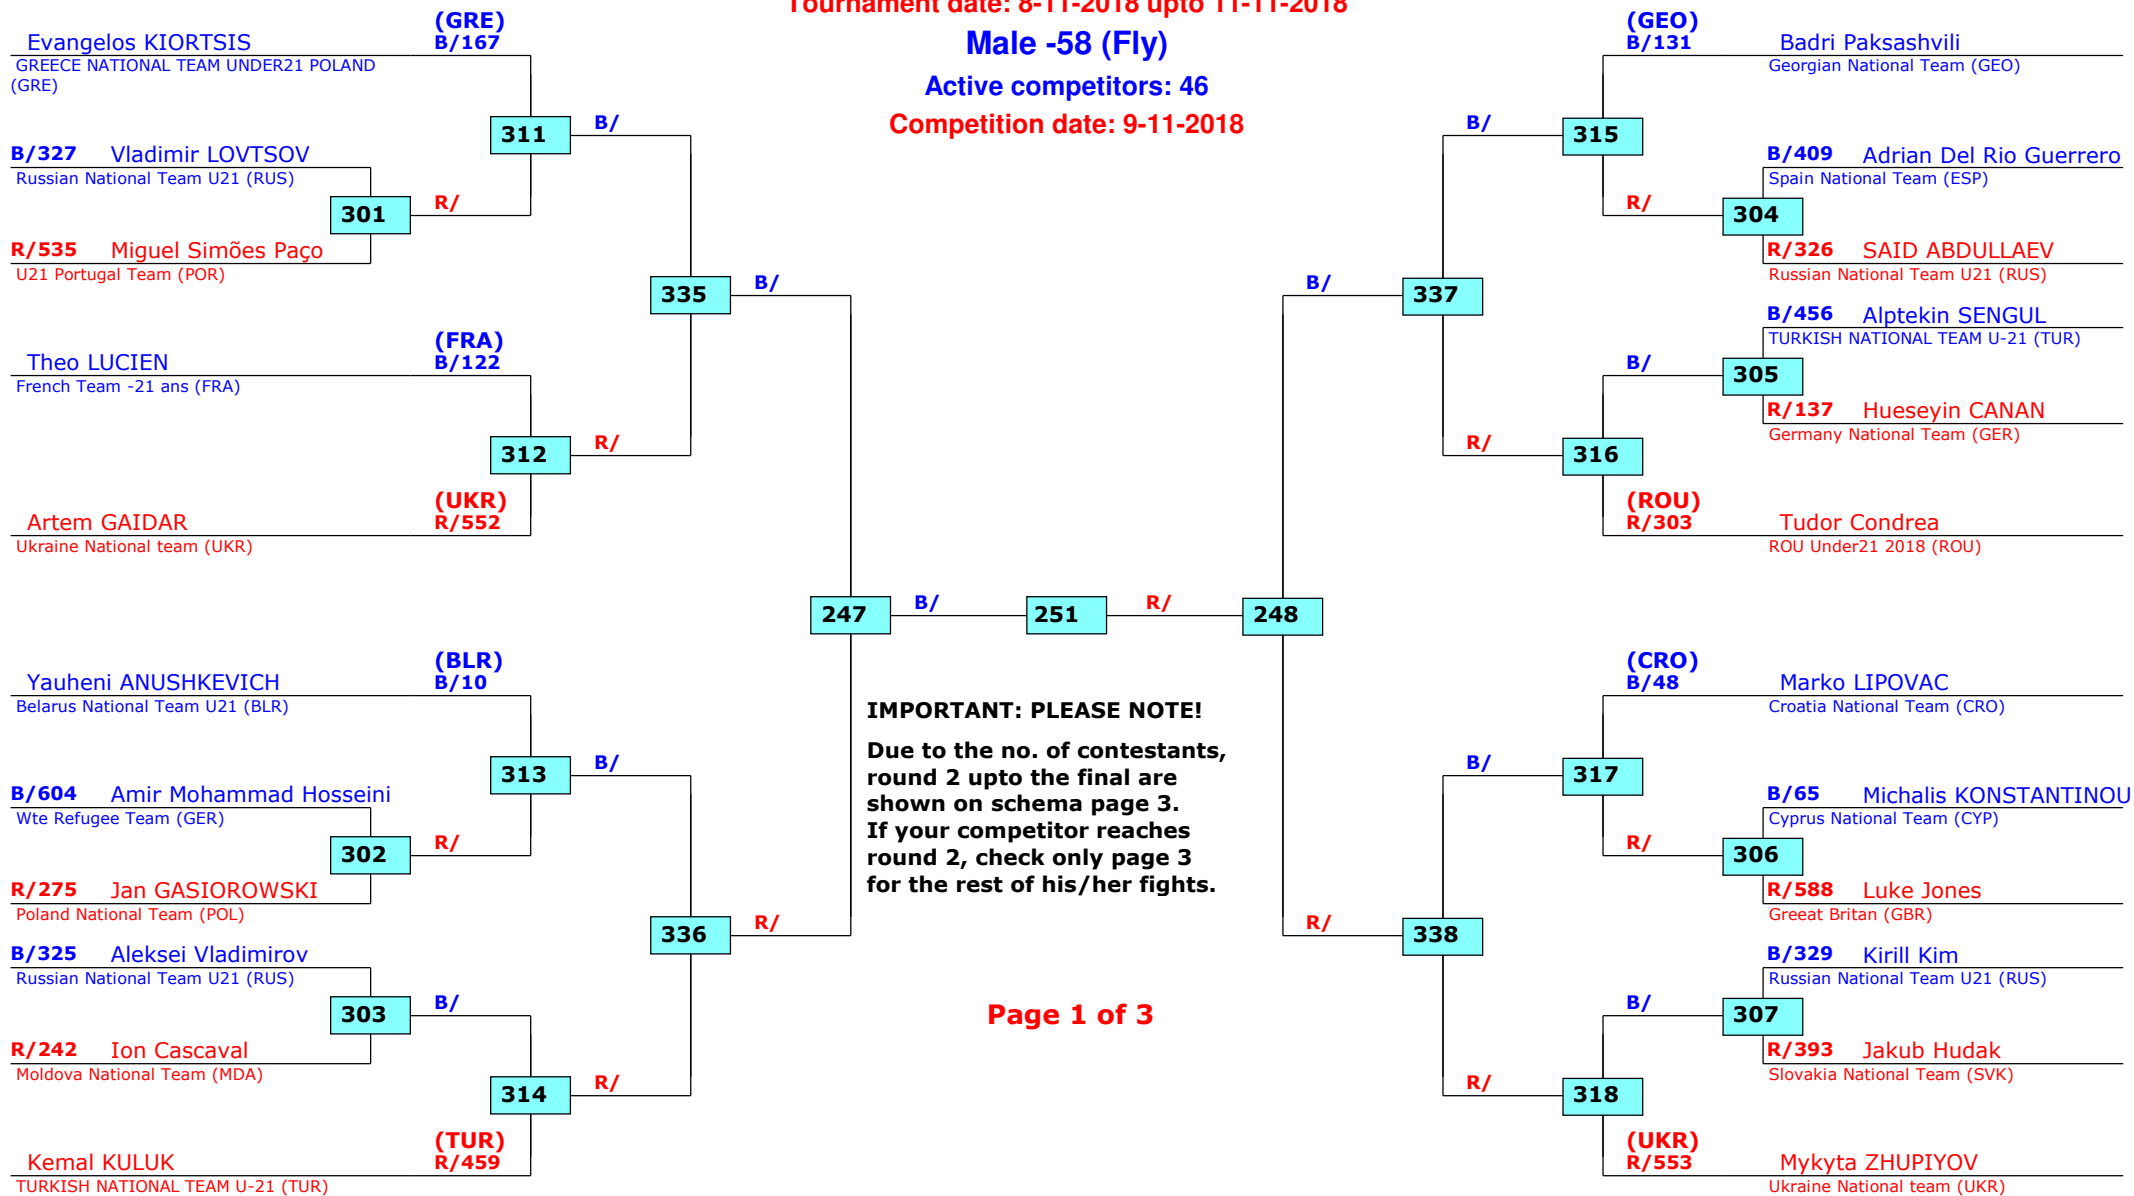 Tournament date: 8-11-2018 upto 11-11-2018
Male -58 (Fly)
Active competitors: 46
Competition date: 9-11-2018
(GRE)
Evangelos KIORTSIS B/167
GREECE NATIONAL TEAM UNDER21 POLAND
(GRE)
311 B/
B/327 Vladimir LOVTSOV
Russian National Team U21 (RUS)
301 R/
R/535 Miguel Simões Paço
U21 Portugal Team (POR)
335 B/
(FRA)
Theo LUCIEN B/122
French Team -21 ans (FRA)
312 R/
(UKR)
Artem GAIDAR R/552
Ukraine National team (UKR)
247 B/ 251 R/ 248
(BLR)
Yauheni ANUSHKEVICH B/10
Belarus National Team U21 (BLR)
313 B/
B/604 Amir Mohammad Hosseini
Wte Refugee Team (GER)
302 R/
R/275 Jan GASIOROWSKI
Poland National Team (POL)
336 R/
B/325 Aleksei Vladimirov
Russian National Team U21 (RUS)
303 B/
R/242 Ion Cascaval
Moldova National Team (MDA)
314 R/
(TUR)
Kemal KULUK R/459
TURKISH NATIONAL TEAM U-21 (TUR)
IMPORTANT: PLEASE NOTE!
Due to the no. of contestants,
round 2 upto the final are
shown on schema page 3.
If your competitor reaches
round 2, check only page 3
for the rest of his/her fights.
Page 1 of 3
(GEO)
B/131 Badri Paksashvili
Georgian National Team (GEO)
B/ 315
B/409 Adrian Del Rio Guerrero
Spain National Team (ESP)
R/ 304
R/326 SAID ABDULLAEV
Russian National Team U21 (RUS)
B/ 337
B/456 Alptekin SENGUL
TURKISH NATIONAL TEAM U-21 (TUR)
B/ 305
R/137 Hueseyin CANAN
Germany National Team (GER)
R/ 316
(ROU)
R/303 Tudor Condrea
ROU Under21 2018 (ROU)
(CRO)
B/48 Marko LIPOVAC
Croatia National Team (CRO)
B/ 317
B/65 Michalis KONSTANTINOU
Cyprus National Team (CYP)
R/ 306
R/588 Luke Jones
Greeat Britan (GBR)
R/ 338
B/329 Kirill Kim
Russian National Team U21 (RUS)
B/ 307
R/393 Jakub Hudak
Slovakia National Team (SVK)
R/ 318
(UKR)
R/553 Mykyta ZHUPIYOV
Ukraine National team (UKR)